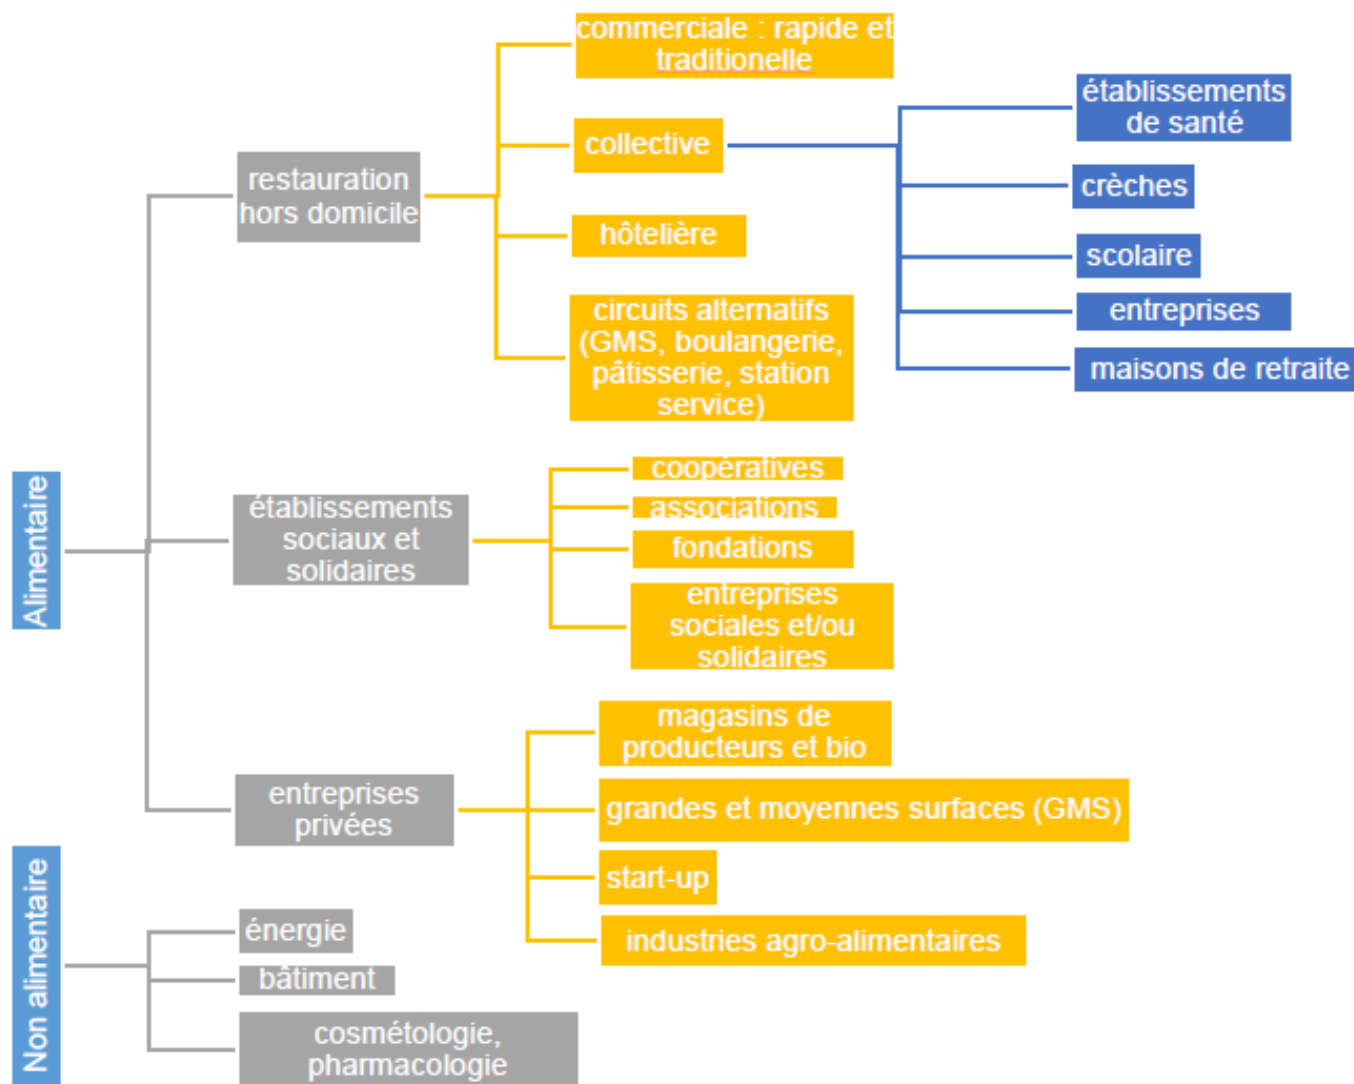 commerciale : rapide et
traditionelle
collective
hôtelière
circuits alternatifs
(GMS, boulangerie,
pâtisserie, station
service)
établissements
de santé
crèches
scolaire
entreprises
maisons de retraite
restauration
hors domicile
Alimentaire
établissements
sociaux et
solidaires
coopératives
associations
fondations
entreprises
sociales et/ou
solidaires
entreprises
privées
magasins de
producteurs et bio
grandes et moyennes surfaces (GMS)
start-up
industries agro-alimentaires
Non alimentaire
énergie
bâtiment
cosmétologie,
pharmacologie